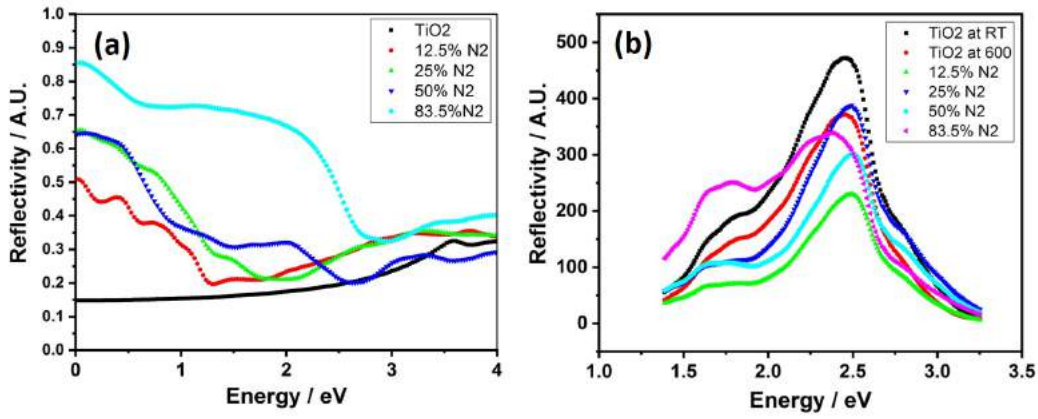 (a)
TiO2
12.5% N2
25% N2
50% N2
83.5%N2
Reflectivity / A.U.
1.0
0.9
0.8
0.7
0.6
0.5
0.4
0.3
0.2
0.1
0.0
0
1
2
3
4
Energy / eV
(b)
TiO2 at RT
TiO2 at 600
12.5% N2
25% N2
50% N2
83.5% N2
Reflectivity / A.U.
500
400
300
200
100
0
1.0
1.5
2.0
2.5
3.0
3.5
Energy / eV